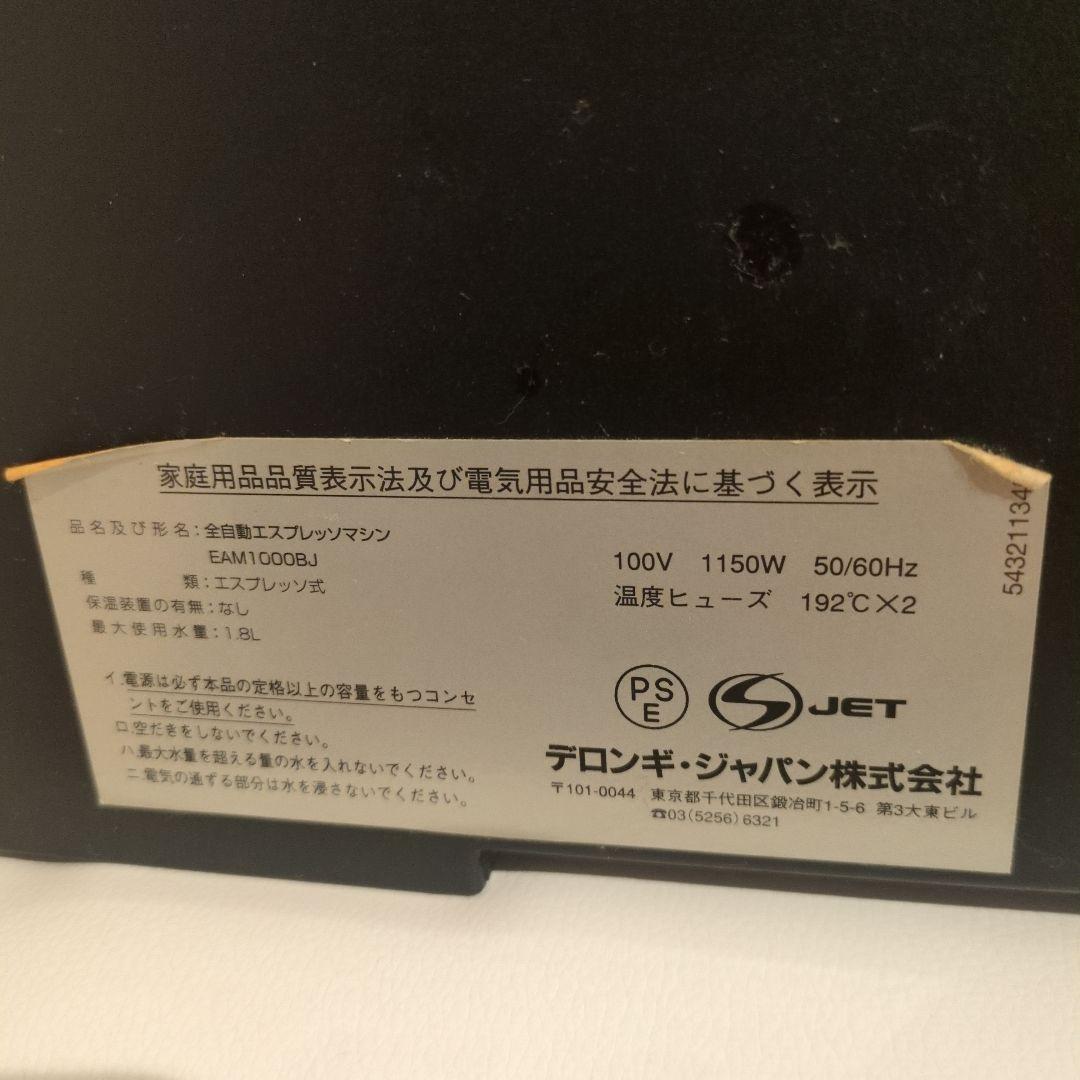 家庭用品品質表示法及び電気用品安全法に基づく表示
品名及び形名：全自動エスプレッソマシン
EAM1000BJ
種類：エスプレッソ式
保温装置の有無：なし
最大使用水量：1.8L
100V 1150W 50/60Hz
温度ヒューズ 192℃×2
イ.電源は必ず本品の定格以上の容量をもつコンセ
ントをご使用ください。
ロ.空だきをしないでください。
ハ.最大水量を超える量の水を入れないでください。
ニ.電気の通ずる部分は水を浸さないでください。
PS
E
S JET
デロンギ・ジャパン株式会社
〒101-0044 東京都千代田区鍛冶町1-5-6 第3大東ビル
☎03(5256)6321
54321134